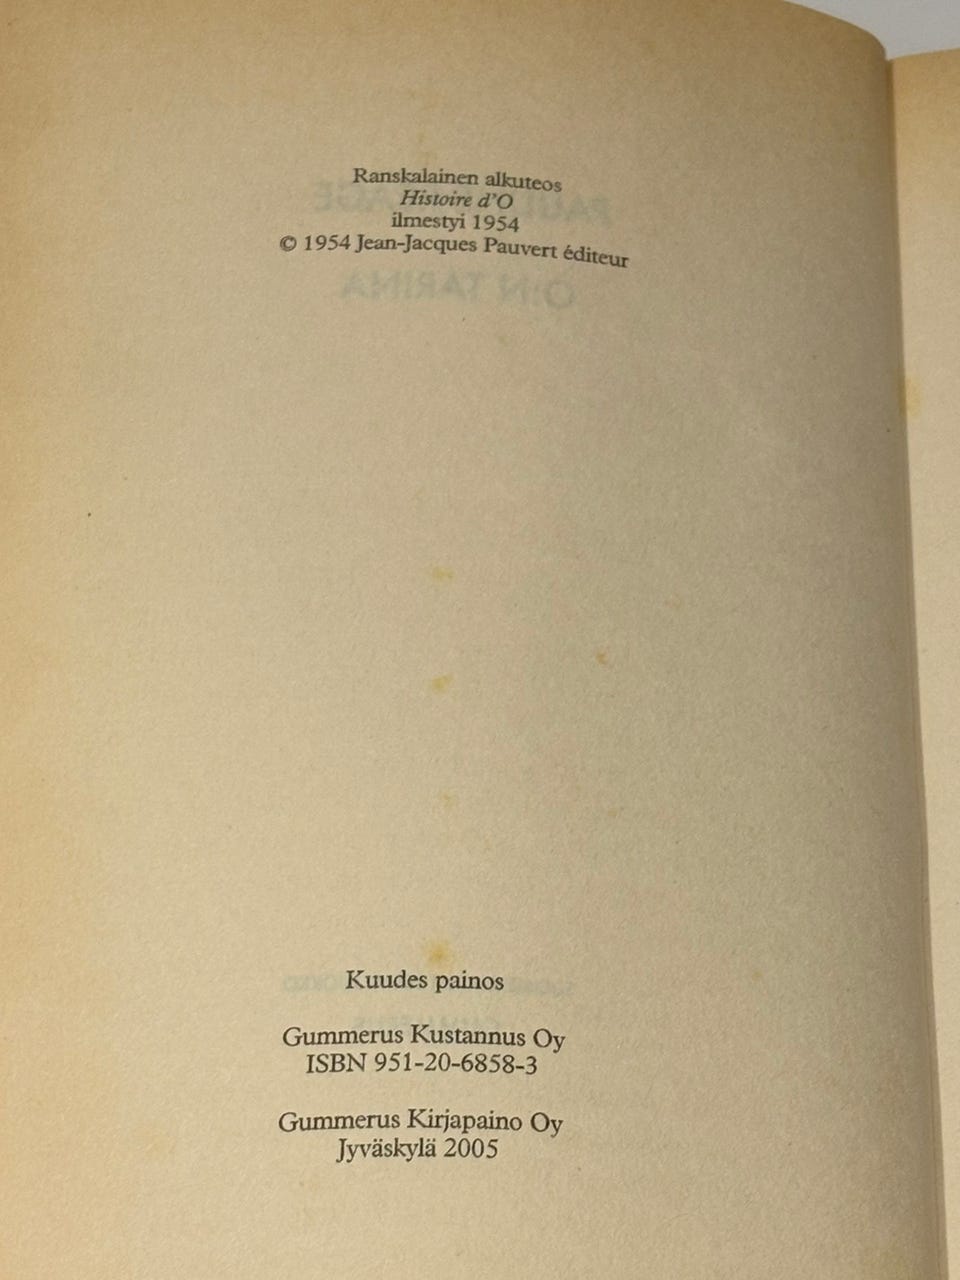 Ranskalainen alkuteos
Histoire d'O
ilmestyi 1954
© 1954 Jean-Jacques Pauvert éditeur
O:N TARINA
Kuudes painos
Gummerus Kustannus Oy
ISBN 951-20-6858-3
Gummerus Kirjapaino Oy
Jyväskylä 2005